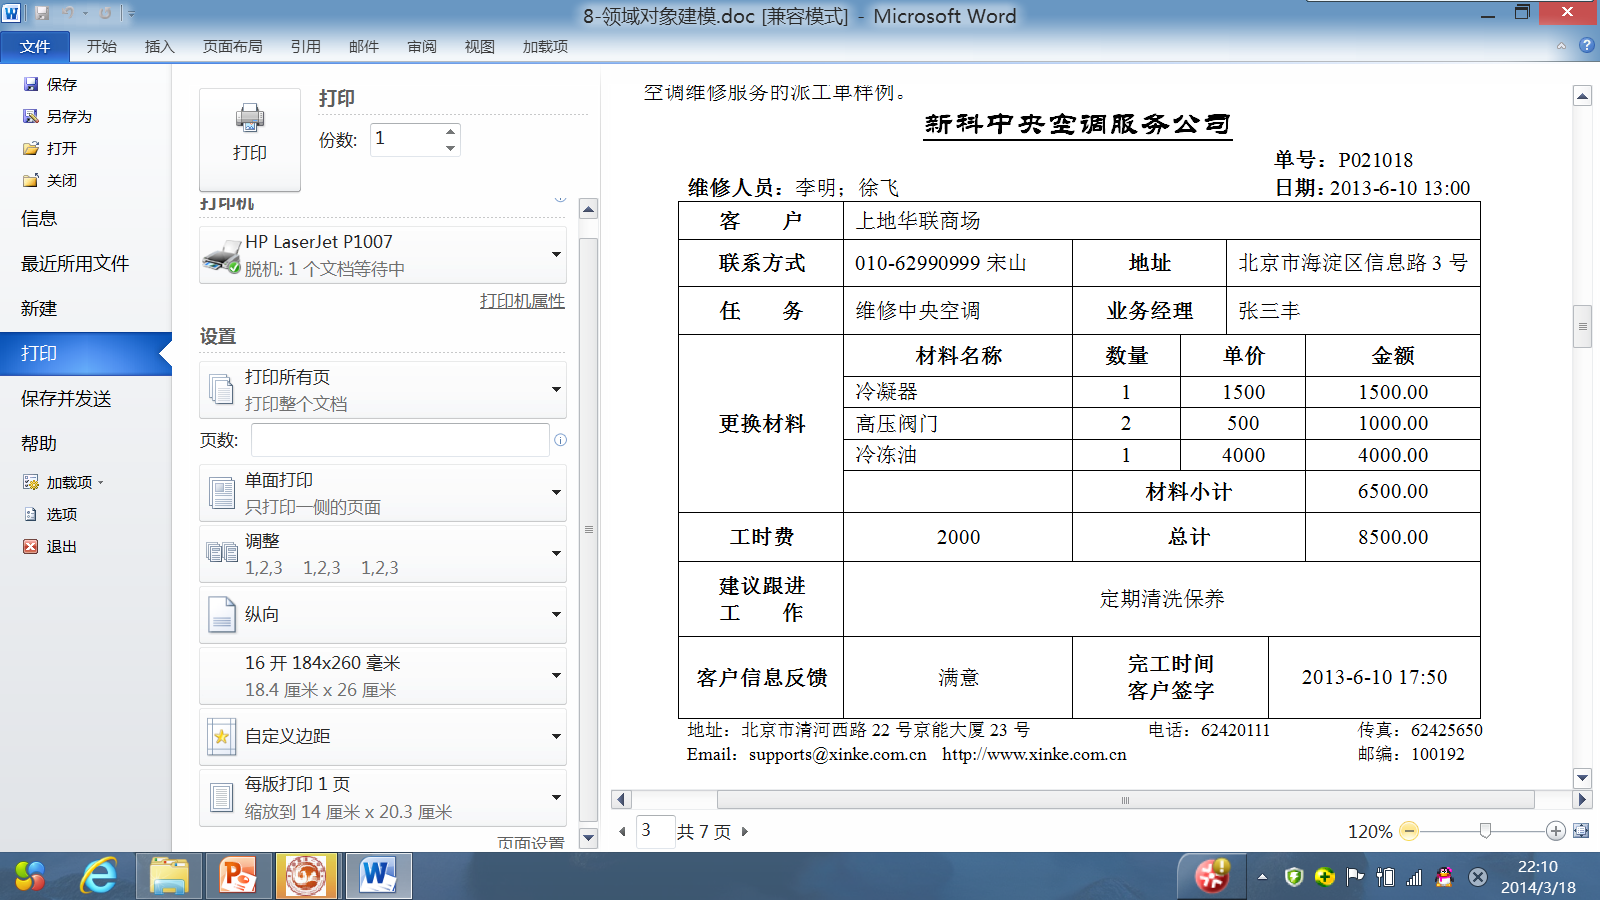 8-领域对象建模.doc [兼容模式] - Microsoft Word
文件 开始 插入 页面布局 引用 邮件 审阅 视图 加载项
保存
另存为
打开
关闭
信息
最近所用文件
新建
打印
保存并发送
帮助
加载项
选项
退出
打印
打印
份数: 1
打印机
HP LaserJet P1007
脱机: 1 个文档等待中
打印机属性
设置
打印所有页
打印整个文档
页数:
单面打印
只打印一侧的页面
调整
1,2,3 1,2,3 1,2,3
纵向
16 开 184x260 毫米
18.4 厘米 x 26 厘米
自定义边距
每版打印 1 页
缩放到 14 厘米 x 20.3 厘米
页面设置
空调维修服务的派工单样例。
新科中央空调服务公司
单号：P021018
维修人员：李明；徐飞 日期：2013-6-10 13:00
客 户 上地华联商场
联系方式 010-62990999 宋山 地址 北京市海淀区信息路 3 号
任 务 维修中央空调 业务经理 张三丰
更换材料
材料名称 数量 单价 金额
冷凝器 1 1500 1500.00
高压阀门 2 500 1000.00
冷冻油 1 4000 4000.00
材料小计 6500.00
工时费 2000 总计 8500.00
建议跟进
工 作
定期清洗保养
客户信息反馈 满意
完工时间
客户签字
2013-6-10 17:50
地址：北京市清河西路 22 号京能大厦 23 号 电话：62420111 传真：62425650
Email：supports@xinke.com.cn http://www.xinke.com.cn 邮编：100192
3 共 7 页
120%
22:10
2014/3/18